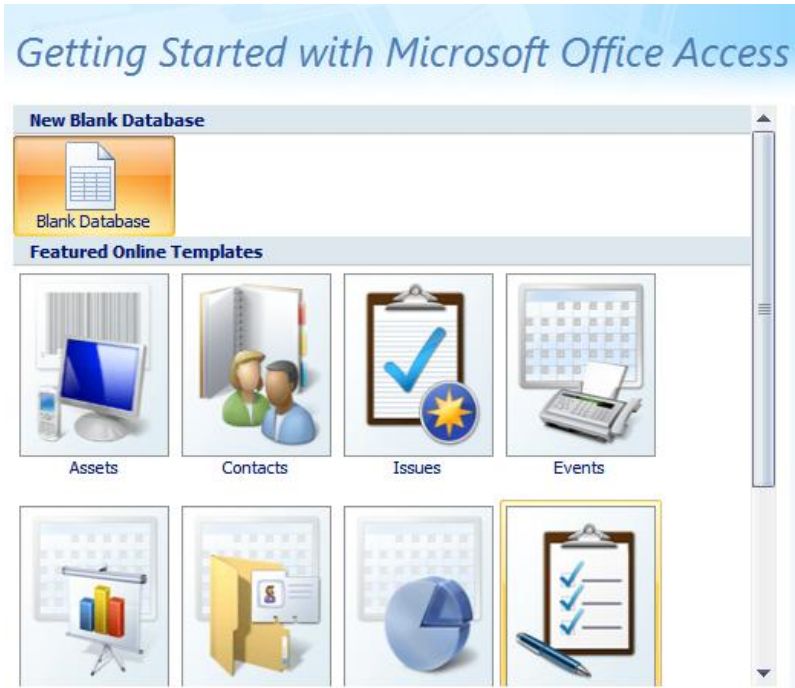 Getting Started with Microsoft Office Access
New Blank Database
Blank Database
Featured Online Templates
Assets
Contacts
Issues
Events